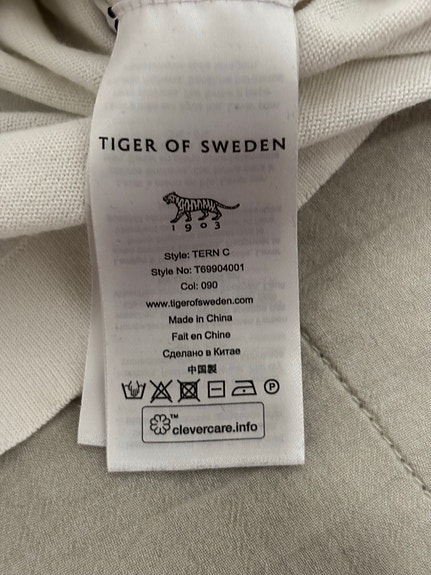 TIGER OF SWEDEN
1903
Style: TERN C
Style No: T69904001
Col: 090
www.tigerofsweden.com
Made in China
Fait en Chine
Сделано в Китае
中国製
P
™ clevercare.info